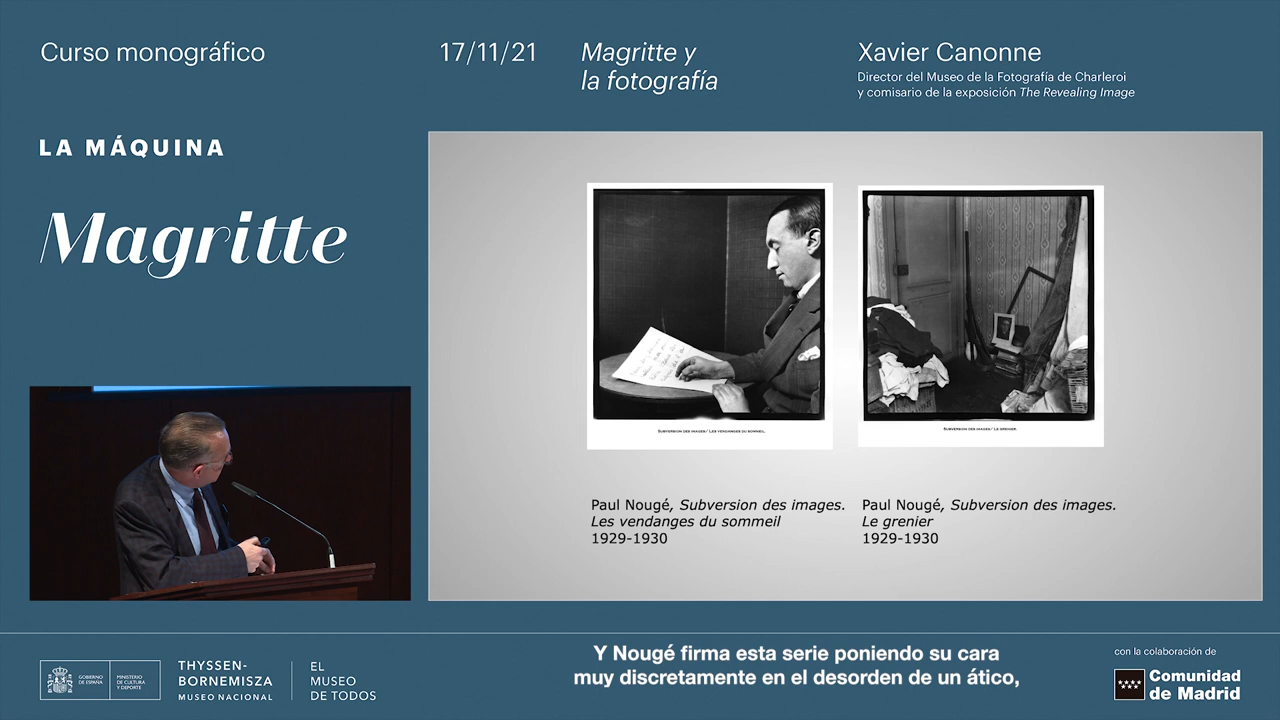 Curso monográfico
17/11/21
Magritte y
la fotografía
Xavier Canonne
Director del Museo de la Fotografía de Charleroi
y comisario de la exposición The Revealing Image
LA MÁQUINA
Magritte
SUBVERSION DES IMAGES / LES VENDANGES DU SOMMEIL.
SUBVERSION DES IMAGES / LE GRENIER.
Paul Nougé, Subversion des images.
Les vendanges du sommeil
1929-1930
Paul Nougé, Subversion des images.
Le grenier
1929-1930
Y Nougé firma esta serie poniendo su cara
muy discretamente en el desorden de un ático,
GOBIERNO
DE ESPAÑA
MINISTERIO
DE CULTURA
Y DEPORTE
THYSSEN-
BORNEMISZA
MUSEO NACIONAL
EL
MUSEO
DE TODOS
con la colaboración de
Comunidad
de Madrid